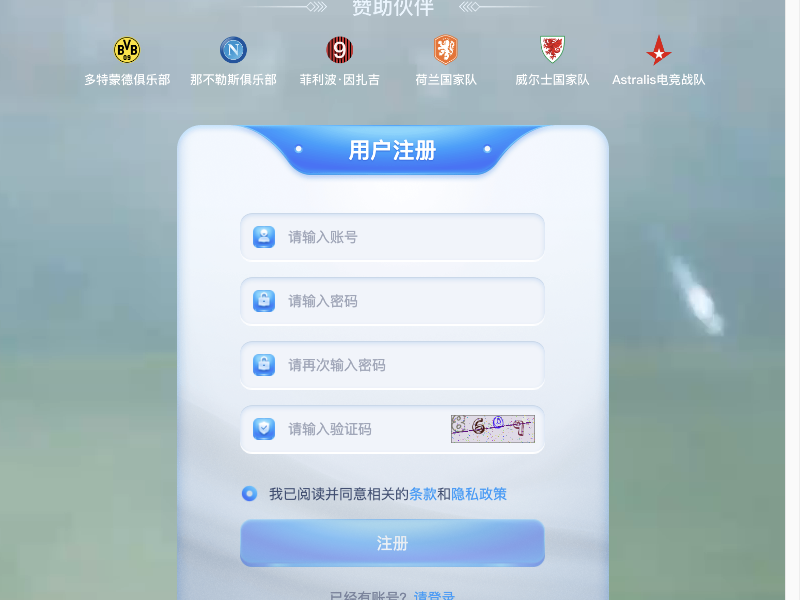 赞助伙伴
多特蒙德俱乐部 那不勒斯俱乐部 菲利波·因扎吉 荷兰国家队 威尔士国家队 Astralis电竞战队
用户注册
请输入账号
请输入密码
请再次输入密码
请输入验证码
我已阅读并同意相关的条款和隐私政策
注册
已经有账号？请登录